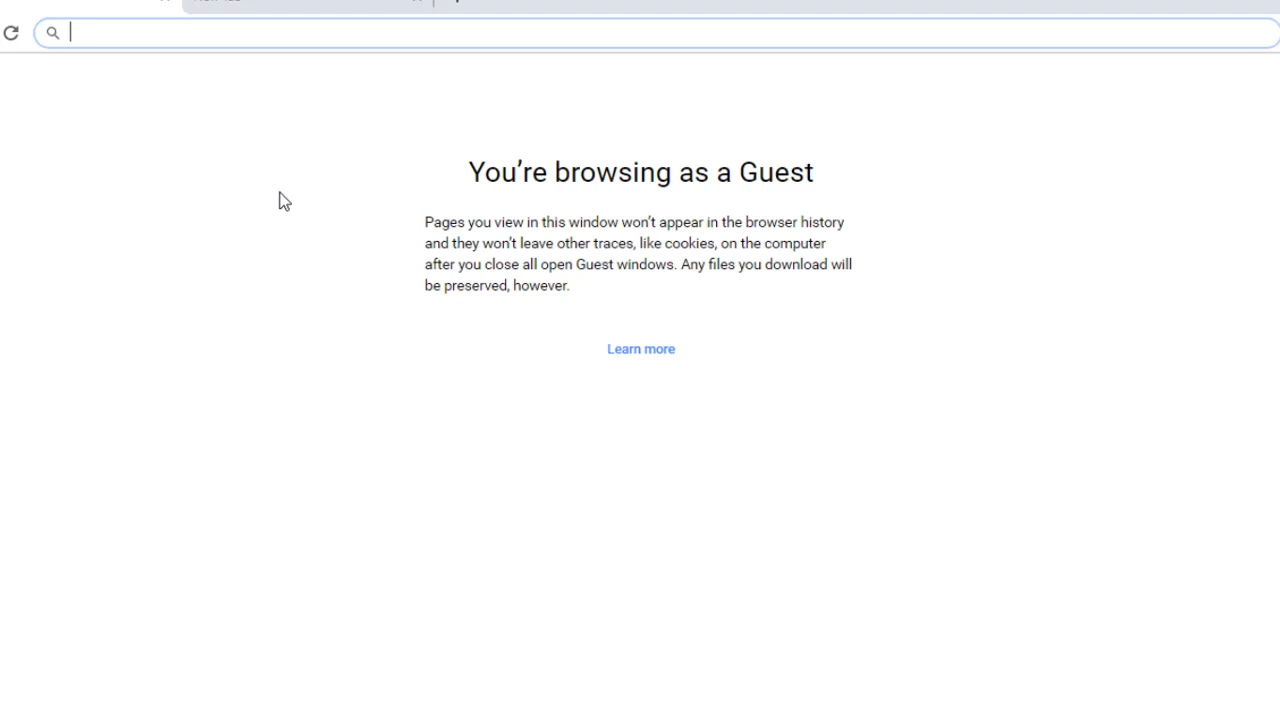 You're browsing as a Guest
Pages you view in this window won't appear in the browser history
and they won't leave other traces, like cookies, on the computer
after you close all open Guest windows. Any files you download will
be preserved, however.
Learn more